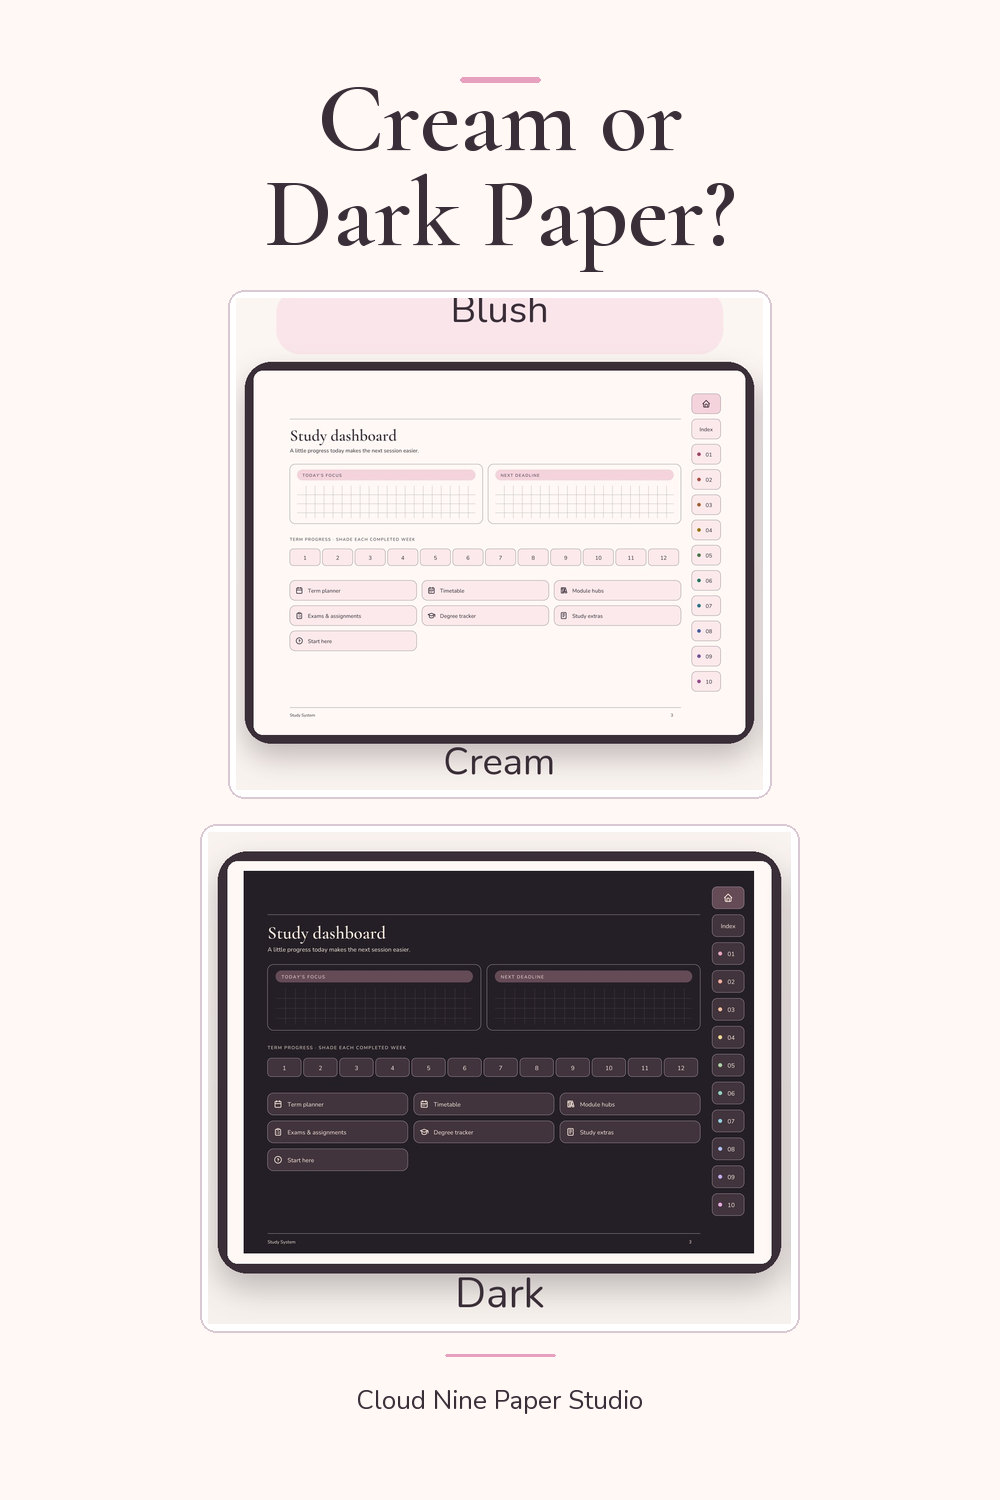 Cream or
Dark Paper?
Blush
Study dashboard
A little progress today makes the next session easier.
TODAY'S FOCUS
NEXT DEADLINE
TERM PROGRESS · SHADE EACH COMPLETED WEEK
1 2 3 4 5 6 7 8 9 10 11 12
Term planner Timetable Module hubs
Exams & assignments Degree tracker Study extras
Start here
Study System 3
Index
01
02
03
04
05
06
07
08
09
10
Cream
Study dashboard
A little progress today makes the next session easier.
TODAY'S FOCUS
NEXT DEADLINE
TERM PROGRESS · SHADE EACH COMPLETED WEEK
1 2 3 4 5 6 7 8 9 10 11 12
Term planner Timetable Module hubs
Exams & assignments Degree tracker Study extras
Start here
Study System 3
Index
01
02
03
04
05
06
07
08
09
10
Dark
Cloud Nine Paper Studio